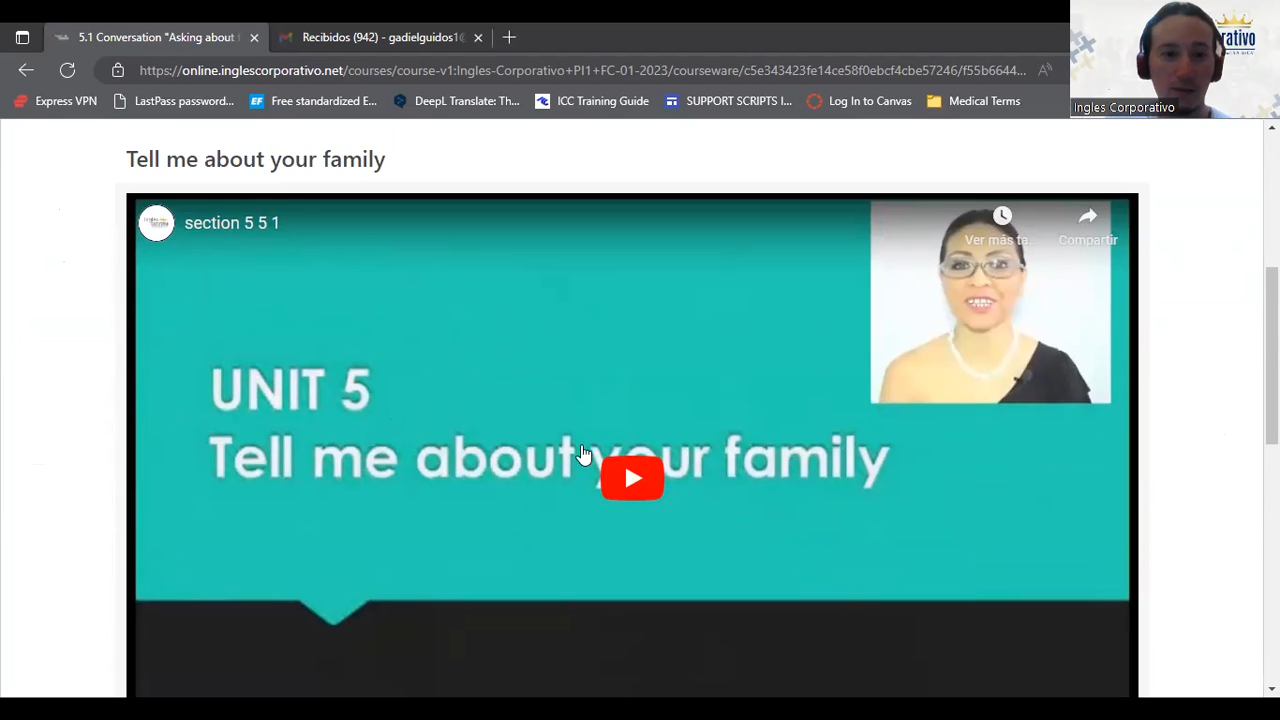 5.1 Conversation "Asking about f
Recibidos (942) - gadielguidos1@
rativo
https://online.inglescorporativo.net/courses/course-v1:Ingles-Corporativo+PI1+FC-01-2023/courseware/c5e343423fe14ce58f0ebcf4cbe57246/f55b6644...
Express VPN
LastPass password...
EF Free standardized E...
DeepL Translate: Th...
ICC Training Guide
SUPPORT SCRIPTS I...
Log In to Canvas
Medical Terms
Ingles Corporativo
Tell me about your family
section 5 5 1
Ver más ta...
Compartir
UNIT 5
Tell me about your family